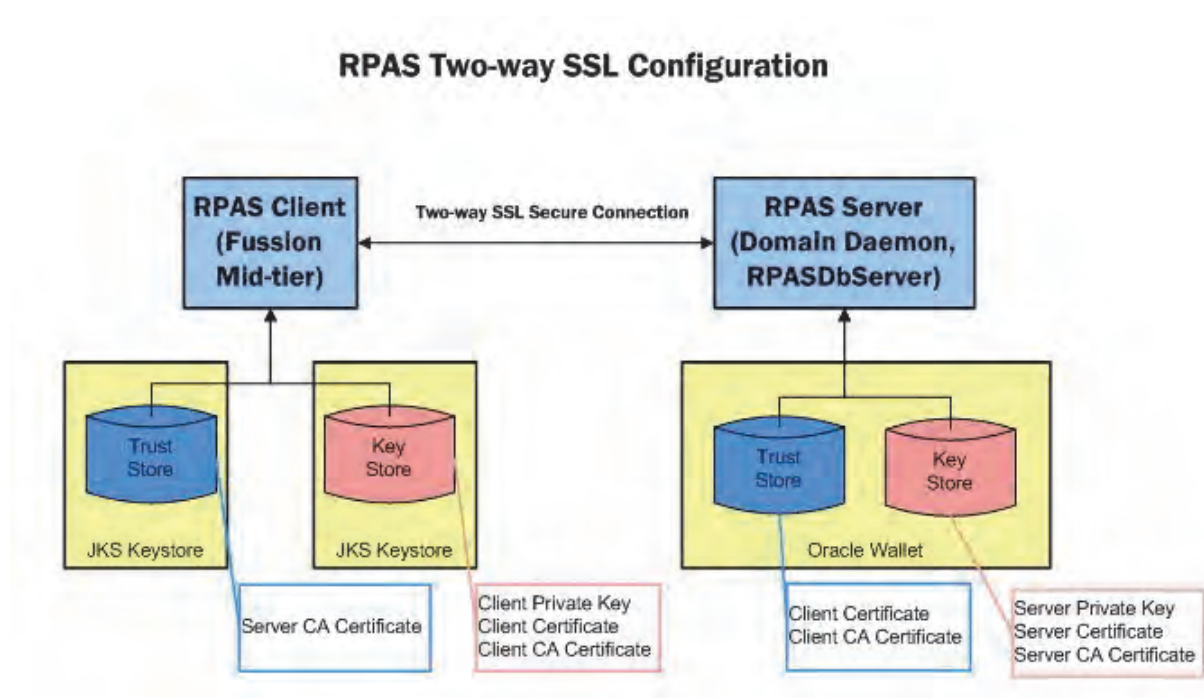 RPAS Two-way SSL Configuration
RPAS Client
(Fussion
Mid-tier)
Two-way SSL Secure Connection
RPAS Server
(Domain Daemon,
RPASDbServer)
Trust
Store
JKS Keystore
Key
Store
JKS Keystore
Trust
Store
Key
Store
Oracle Wallet
Server CA Certificate
Client Private Key
Client Certificate
Client CA Certificate
Client Certificate
Client CA Certificate
Server Private Key
Server Certificate
Server CA Certificate